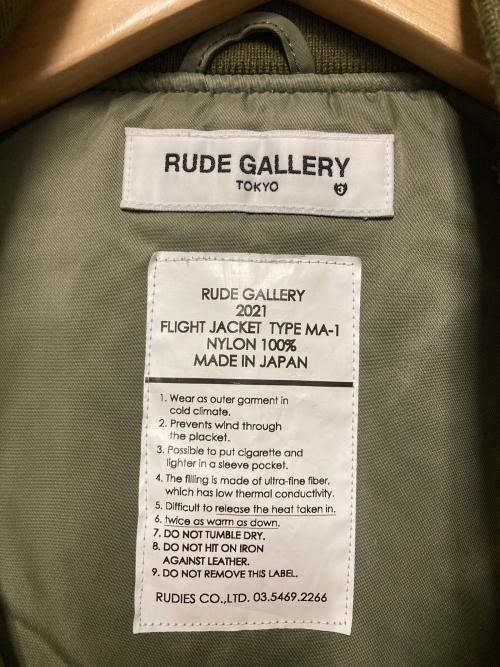 RUDE GALLERY
TOKYO 3
RUDE GALLERY
2021
FLIGHT JACKET TYPE MA-1
NYLON 100%
MADE IN JAPAN
1. Wear as outer garment in
cold climate.
2. Prevents wind through
the placket.
3. Possible to put cigarette and
lighter in a sleeve pocket.
4. The filling is made of ultra-fine fiber,
which has low thermal conductivity.
5. Difficult to release the heat taken in.
6. twice as warm as down.
7. DO NOT TUMBLE DRY.
8. DO NOT HIT ON IRON
AGAINST LEATHER.
9. DO NOT REMOVE THIS LABEL.
RUDIES CO.,LTD. 03.5469.2266